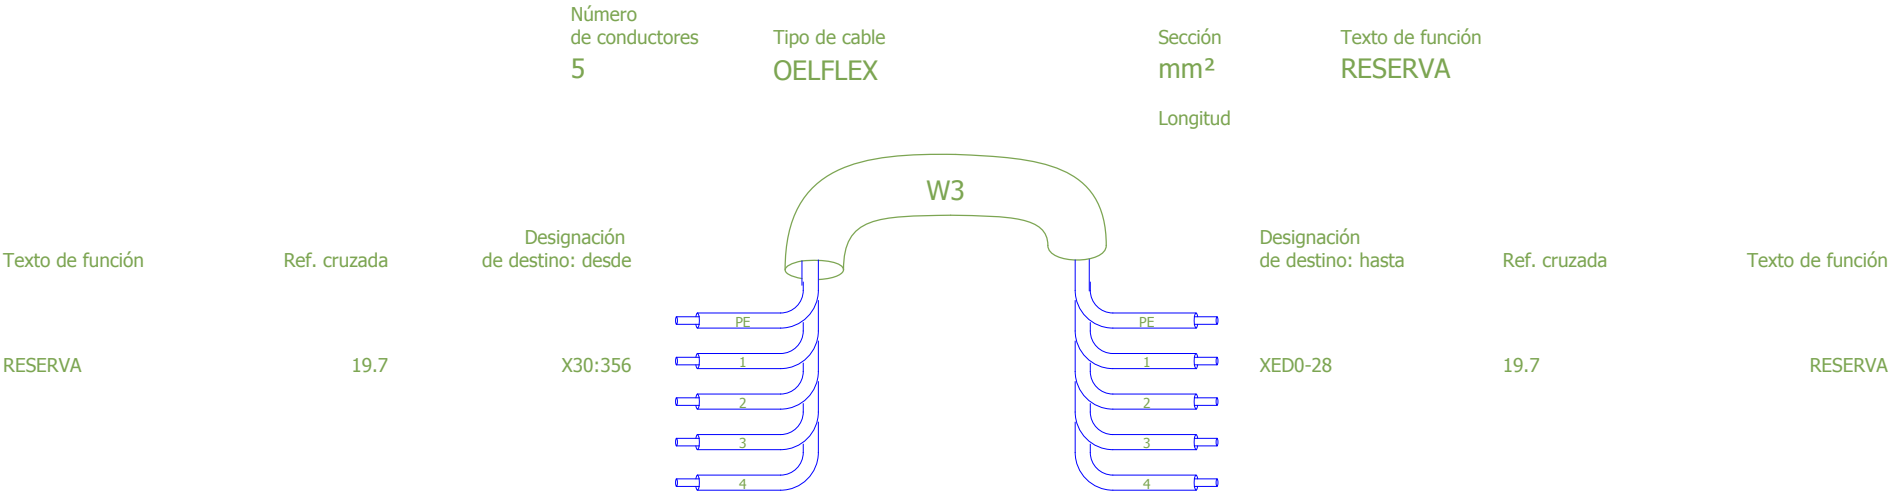 Número
de conductores Tipo de cable Sección Texto de función
5 OELFLEX mm² RESERVA
Longitud
W3
Designación Designación
Texto de función Ref. cruzada de destino: desde de destino: hasta Ref. cruzada Texto de función
PE PE
RESERVA 19.7 X30:356 1 1 XED0-28 19.7 RESERVA
2 2
3 3
4 4